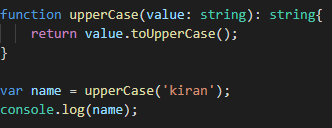 function upperCase(value: string): string{
    return value.toUpperCase();
}

var name = upperCase('kiran');
console.log(name);